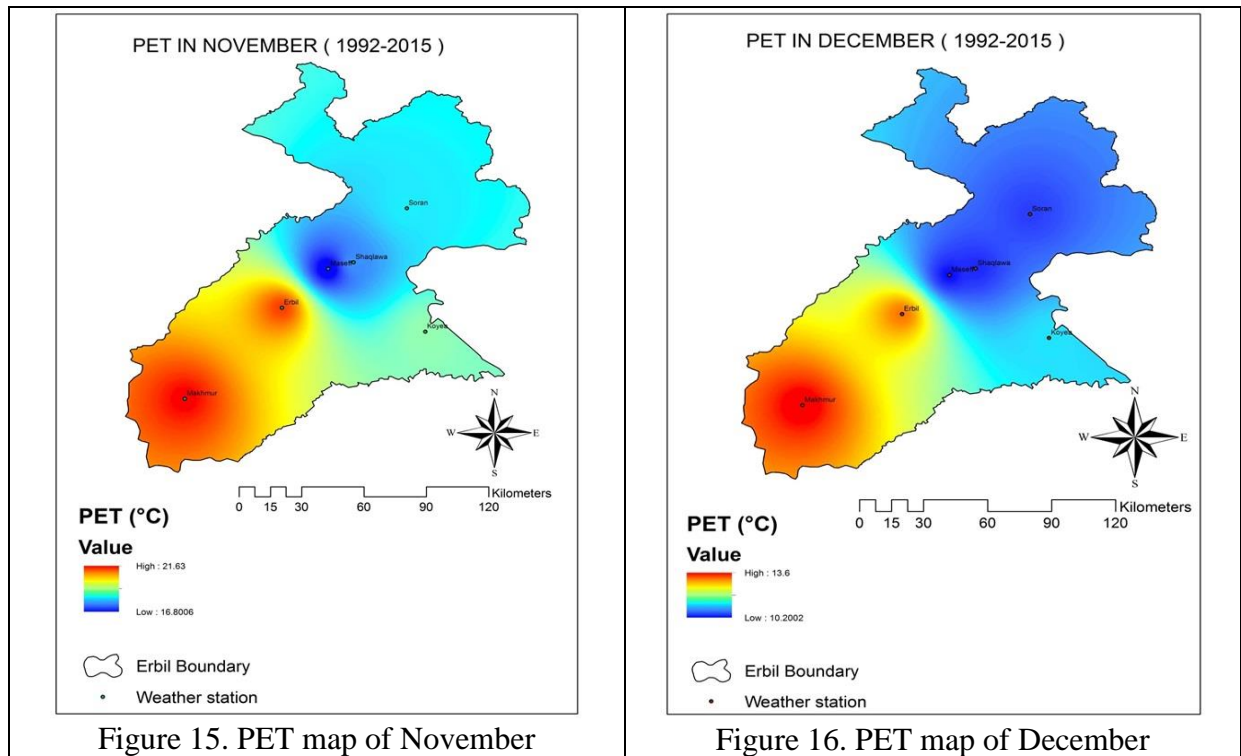 PET IN NOVEMBER ( 1992-2015 )
Soran
Shaqlawa
Erbil
Koyea
Makhmur
N
W
E
S
Kilometers
0 15 30 60 90 120
PET (°C)
Value
High : 21.63
Low : 16.8006
Erbil Boundary
Weather station
Figure 15. PET map of November
PET IN DECEMBER ( 1992-2015 )
Soran
Shaqlawa
Erbil
Koyea
Makhmur
N
W
E
S
Kilometers
0 15 30 60 90 120
PET (°C)
Value
High : 13.6
Low : 10.2002
Erbil Boundary
Weather station
Figure 16. PET map of December